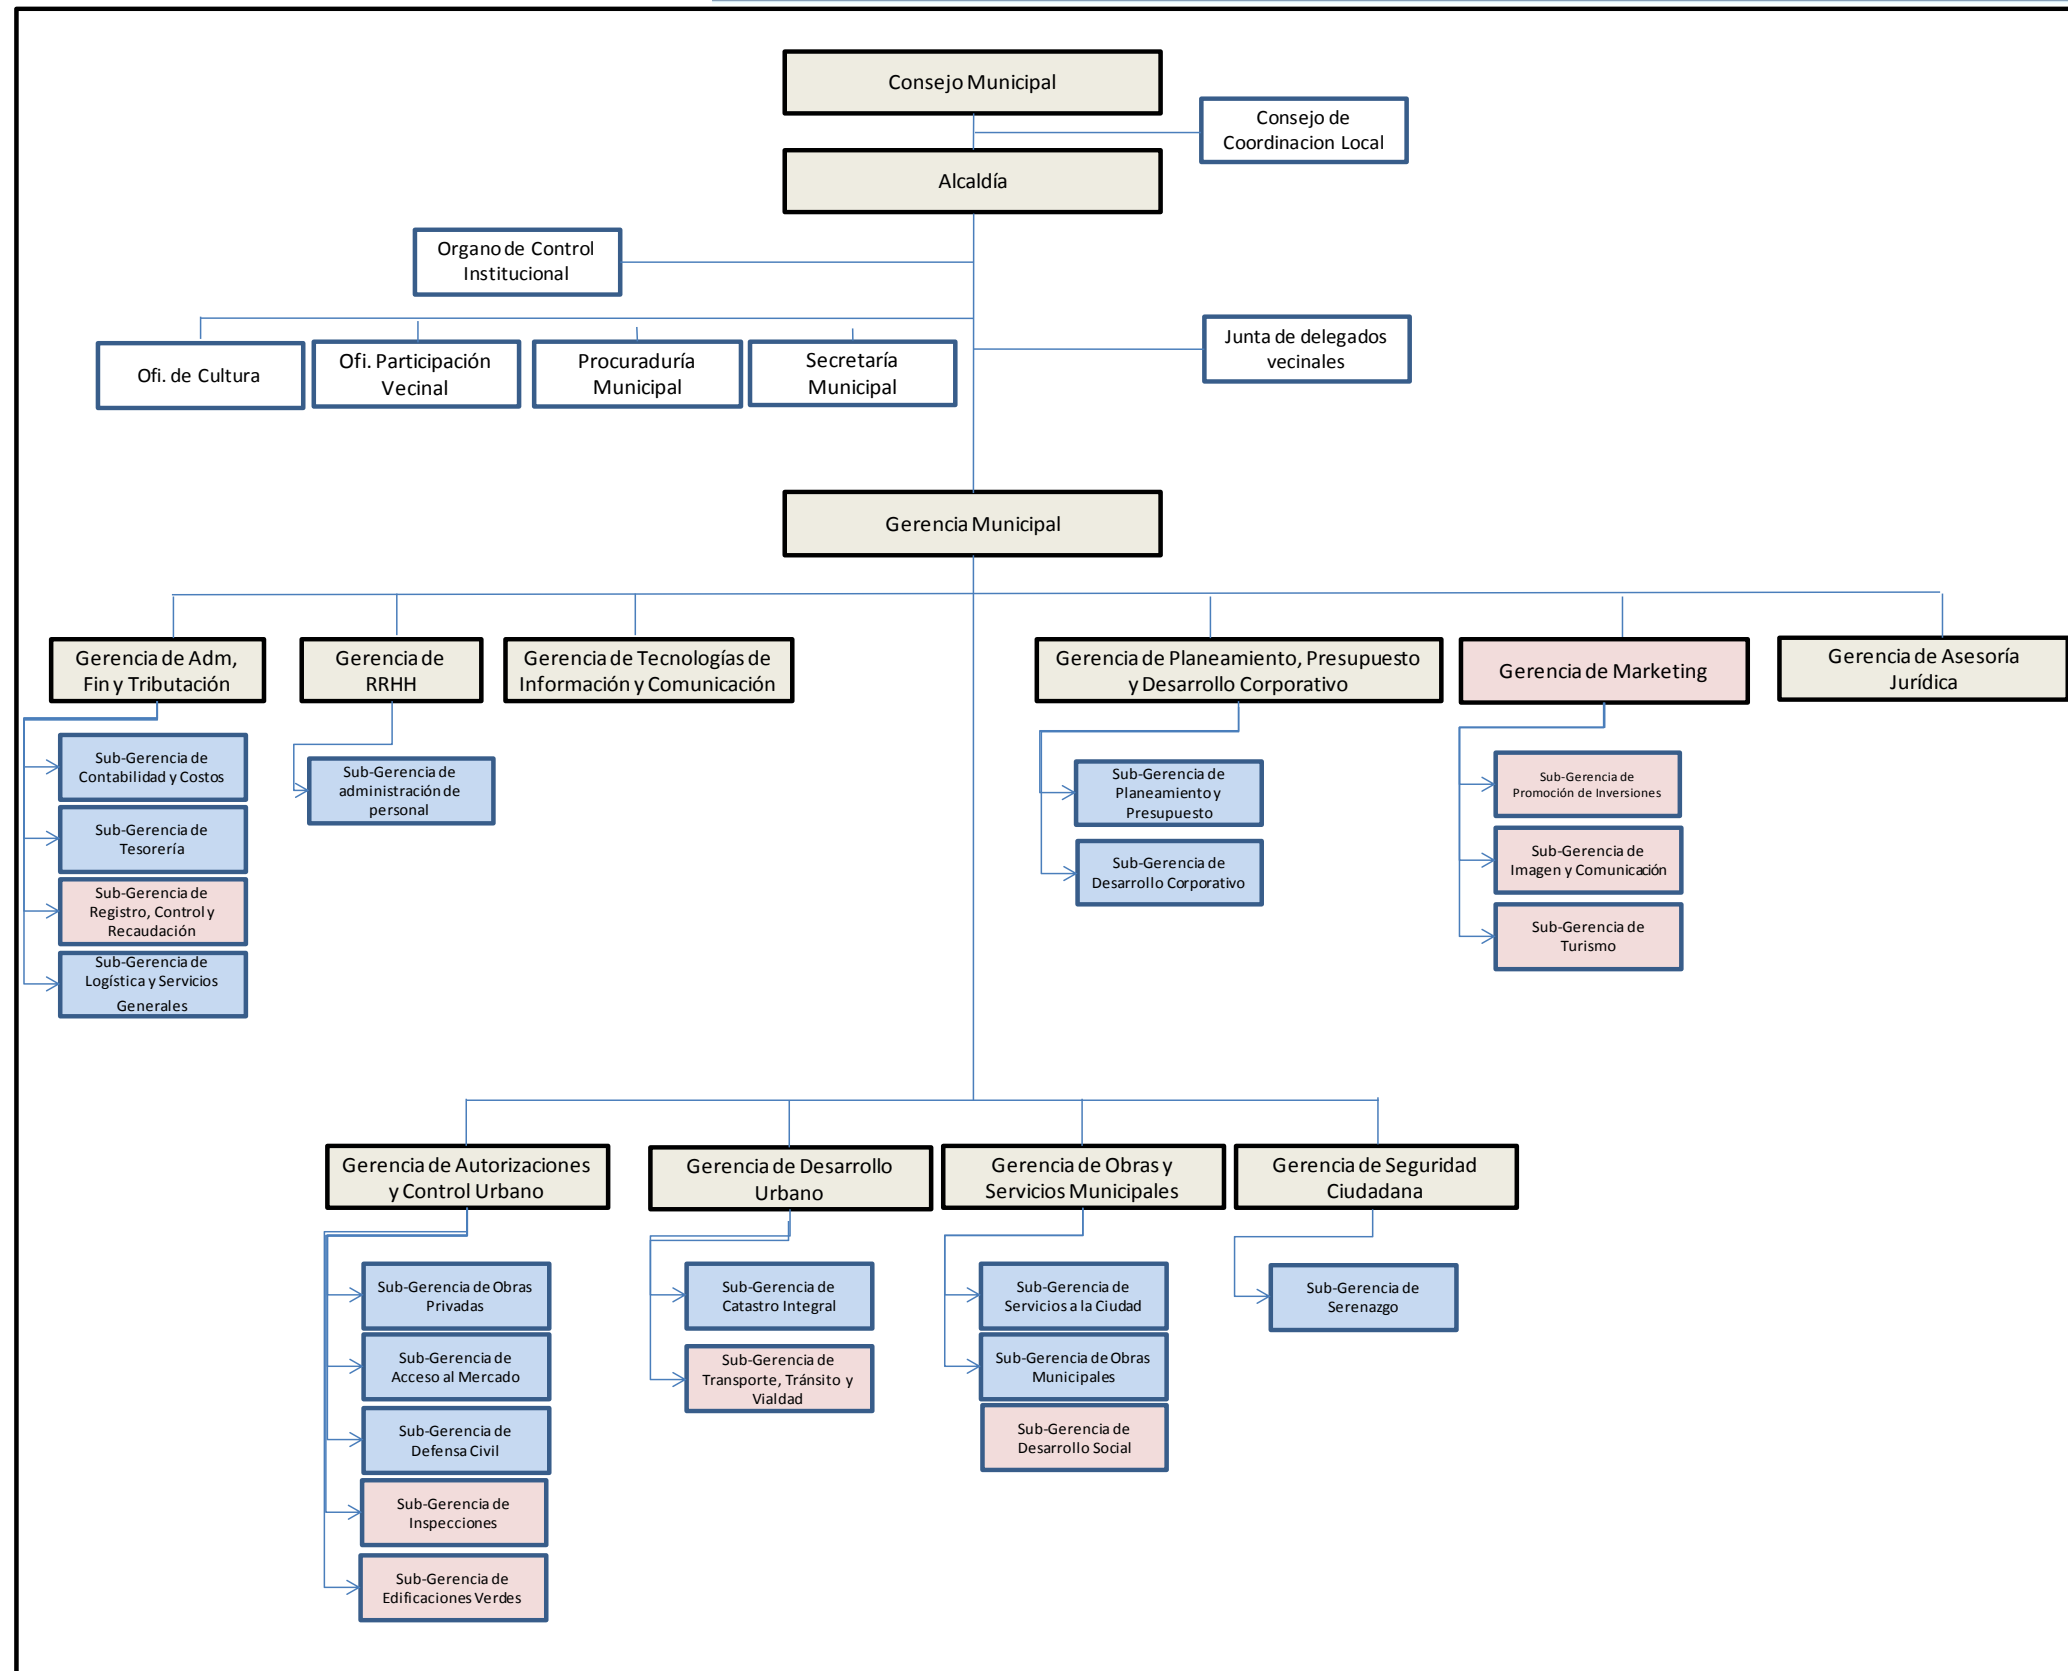 Consejo Municipal
Consejo de
Coordinacion Local
Alcaldía
Organo de Control
Institucional
Ofi. de Cultura
Ofi. Participación
Vecinal
Procuraduría
Municipal
Secretaría
Municipal
Junta de delegados
vecinales
Gerencia Municipal
Gerencia de Adm,
Fin y Tributación
Gerencia de
RRHH
Gerencia de Tecnologías de
Información y Comunicación
Gerencia de Planeamiento, Presupuesto
y Desarrollo Corporativo
Gerencia de Marketing
Gerencia de Asesoría
Jurídica
Sub-Gerencia de
Contabilidad y Costos
Sub-Gerencia de
Tesorería
Sub-Gerencia de
Registro, Control y
Recaudación
Sub-Gerencia de
Logística y Servicios
Generales
Sub-Gerencia de
administración de
personal
Sub-Gerencia de
Planeamiento y
Presupuesto
Sub-Gerencia de
Desarrollo Corporativo
Sub-Gerencia de
Promoción de Inversiones
Sub-Gerencia de
Imagen y Comunicación
Sub-Gerencia de
Turismo
Gerencia de Autorizaciones
y Control Urbano
Gerencia de Desarrollo
Urbano
Gerencia de Obras y
Servicios Municipales
Gerencia de Seguridad
Ciudadana
Sub-Gerencia de Obras
Privadas
Sub-Gerencia de
Acceso al Mercado
Sub-Gerencia de
Defensa Civil
Sub-Gerencia de
Inspecciones
Sub-Gerencia de
Edificaciones Verdes
Sub-Gerencia de
Catastro Integral
Sub-Gerencia de
Transporte, Tránsito y
Vialdad
Sub-Gerencia de
Servicios a la Ciudad
Sub-Gerencia de Obras
Municipales
Sub-Gerencia de
Desarrollo Social
Sub-Gerencia de
Serenazgo